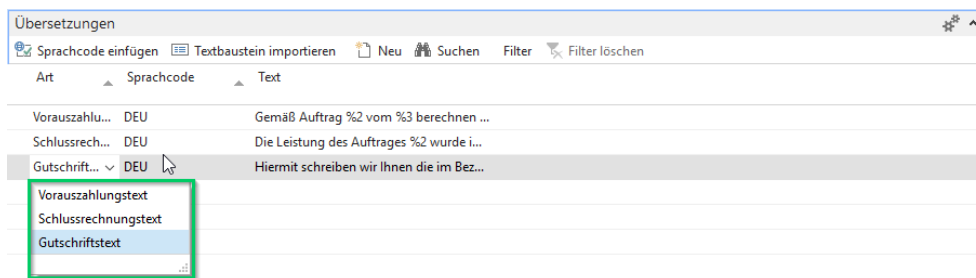 Übersetzungen
Sprachcode einfügen Textbaustein importieren Neu Suchen Filter Filter löschen
Art Sprachcode Text
Vorauszahlu... DEU Gemäß Auftrag %2 vom %3 berechnen ...
Schlussrech... DEU Die Leistung des Auftrages %2 wurde i...
Gutschrift... DEU Hiermit schreiben wir Ihnen die im Bez...
Vorauszahlungstext
Schlussrechnungstext
Gutschriftstext